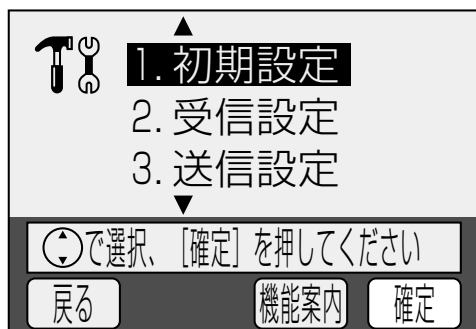 1. 初期設定
2. 受信設定
3. 送信設定
で選択、［確定］を押してください
戻る 機能案内 確定